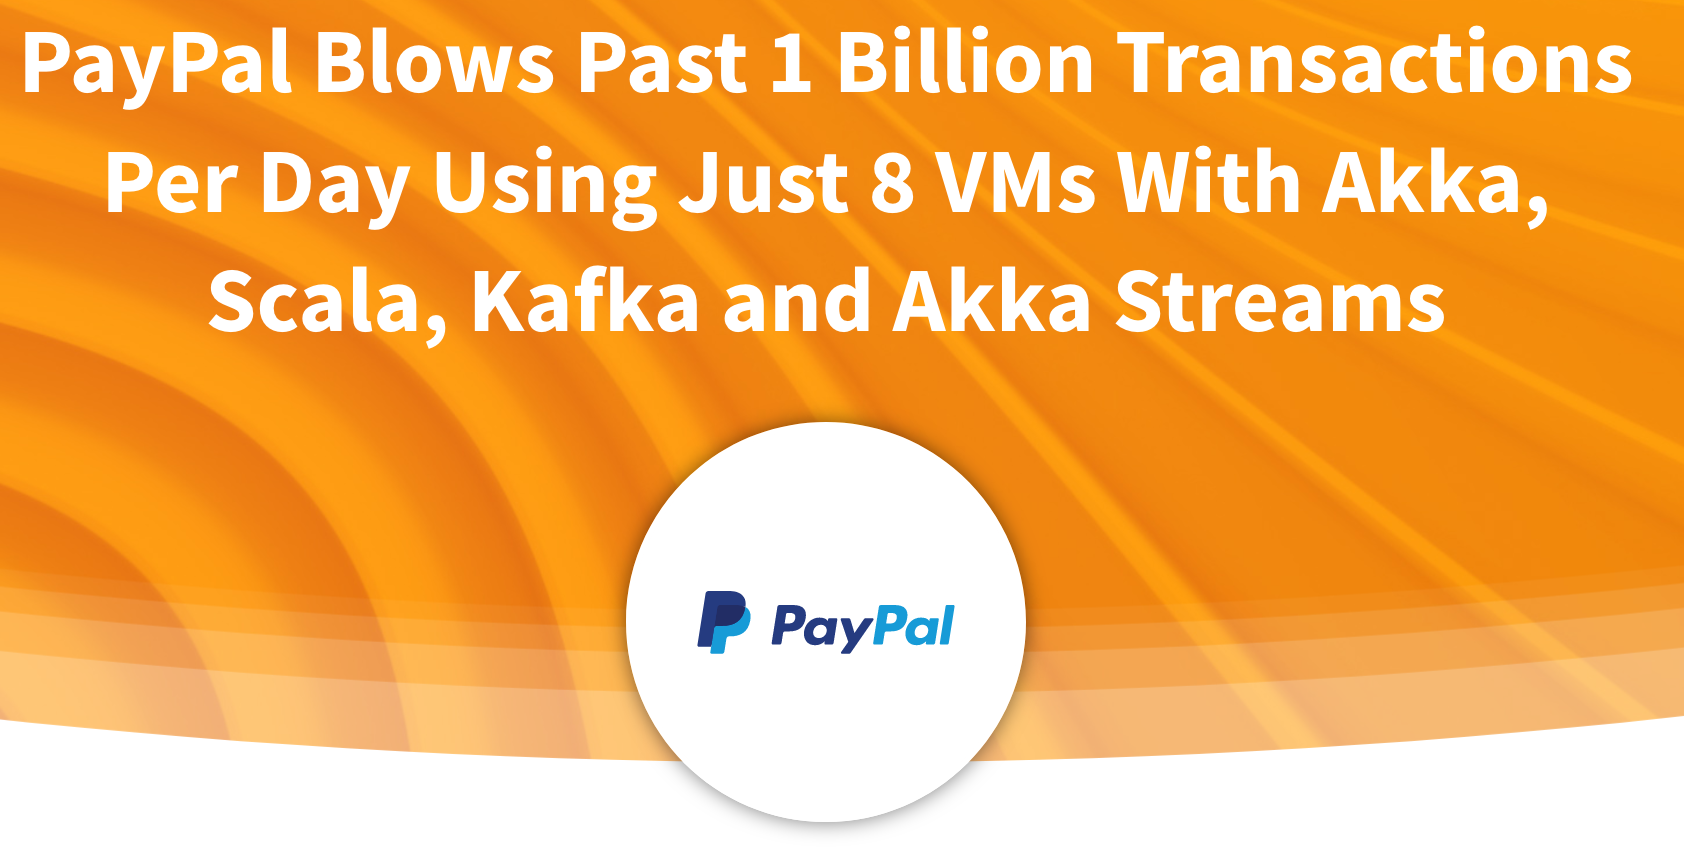 PayPal Blows Past 1 Billion Transactions
Per Day Using Just 8 VMs With Akka,
Scala, Kafka and Akka Streams
PayPal